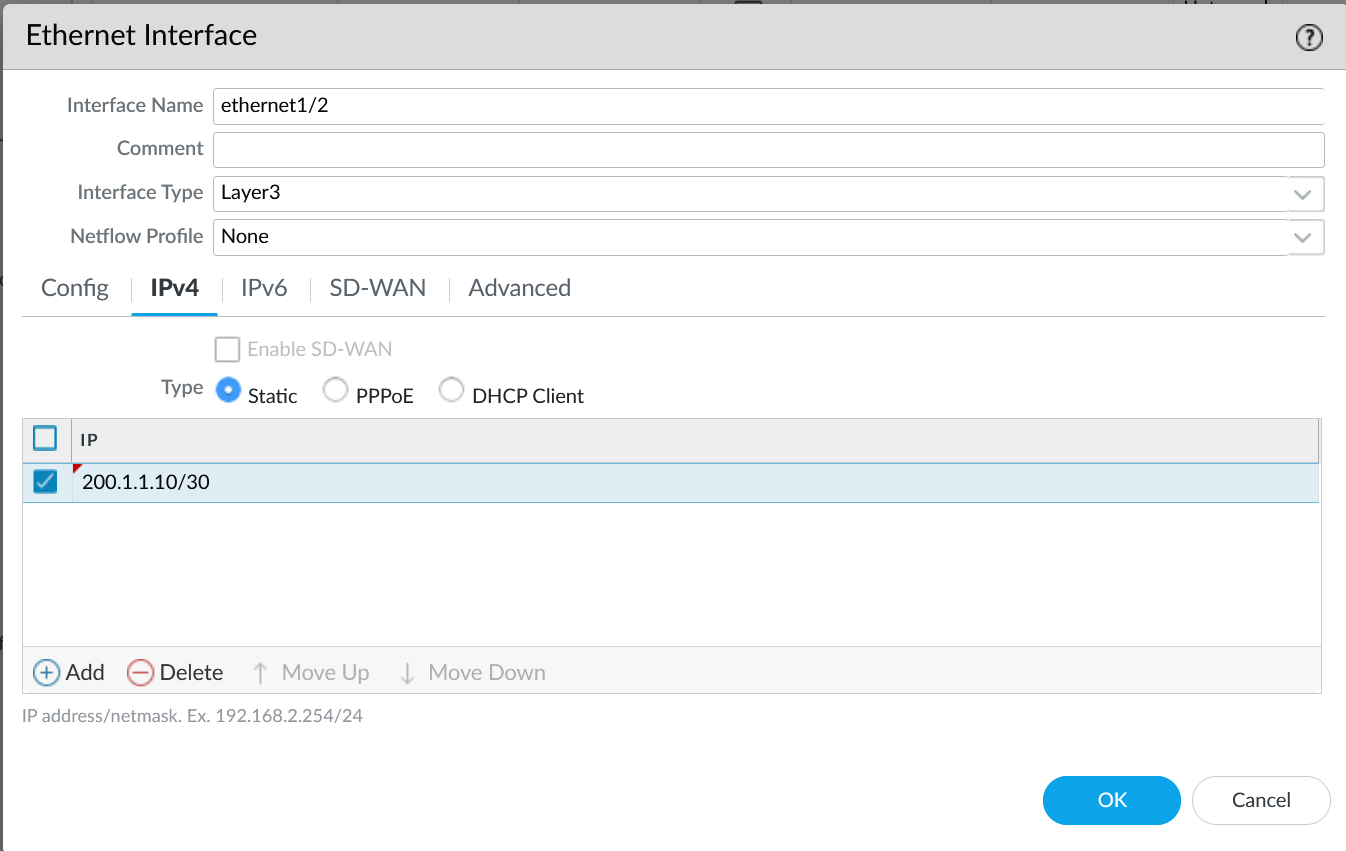 Ethernet Interface
Interface Name ethernet1/2
Comment
Interface Type Layer3
Netflow Profile None
Config IPv4 IPv6 SD-WAN Advanced
Enable SD-WAN
Type Static PPPoE DHCP Client
IP
200.1.1.10/30
Add Delete Move Up Move Down
IP address/netmask. Ex. 192.168.2.254/24
OK Cancel